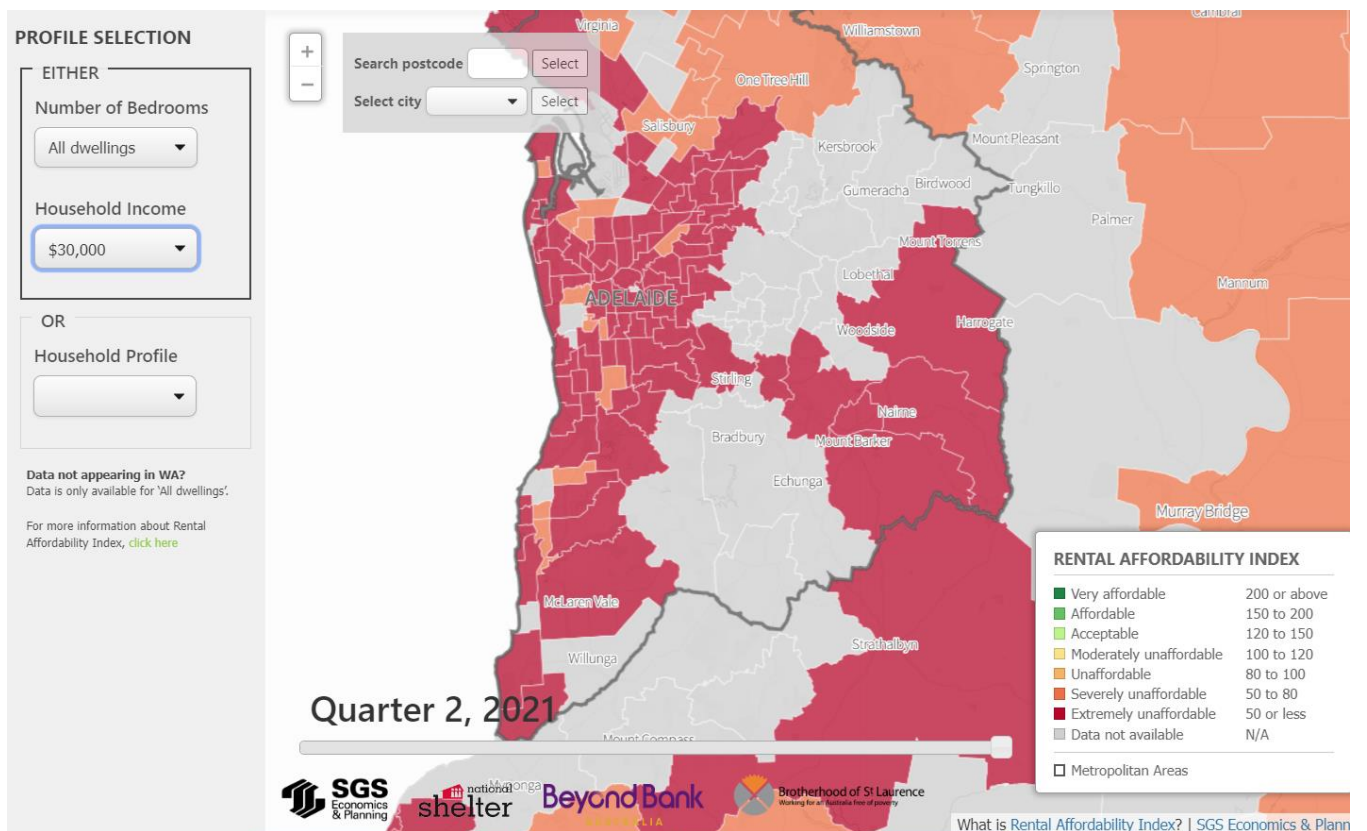 PROFILE SELECTION
EITHER
Number of Bedrooms
All dwellings
Household Income
$30,000
OR
Household Profile
Data not appearing in WA?
Data is only available for 'All dwellings'.
For more information about Rental
Affordability Index, click here
+
−
Search postcode Select
Select city Select
Virginia
Williamstown
Cambrai
Springton
One Tree Hill
Salisbury
Kersbrook
Mount Pleasant
Gumeracha
Birdwood
Tungkillo
Palmer
Mount Torrens
Lobethal
Mannum
ADELAIDE
Woodside
Harrogate
Stirling
Nairne
Bradbury
Mount Barker
Echunga
Murray Bridge
McLaren Vale
Strathalbyn
Willunga
Quarter 2, 2021
Mount Compass
Myponga
RENTAL AFFORDABILITY INDEX
Very affordable 200 or above
Affordable 150 to 200
Acceptable 120 to 150
Moderately unaffordable 100 to 120
Unaffordable 80 to 100
Severely unaffordable 50 to 80
Extremely unaffordable 50 or less
Data not available N/A
Metropolitan Areas
SGS
Economics
& Planning
national
shelter
Beyond Bank
AUSTRALIA
Brotherhood of St Laurence
Working for an Australia free of poverty
What is Rental Affordability Index? | SGS Economics & Plann